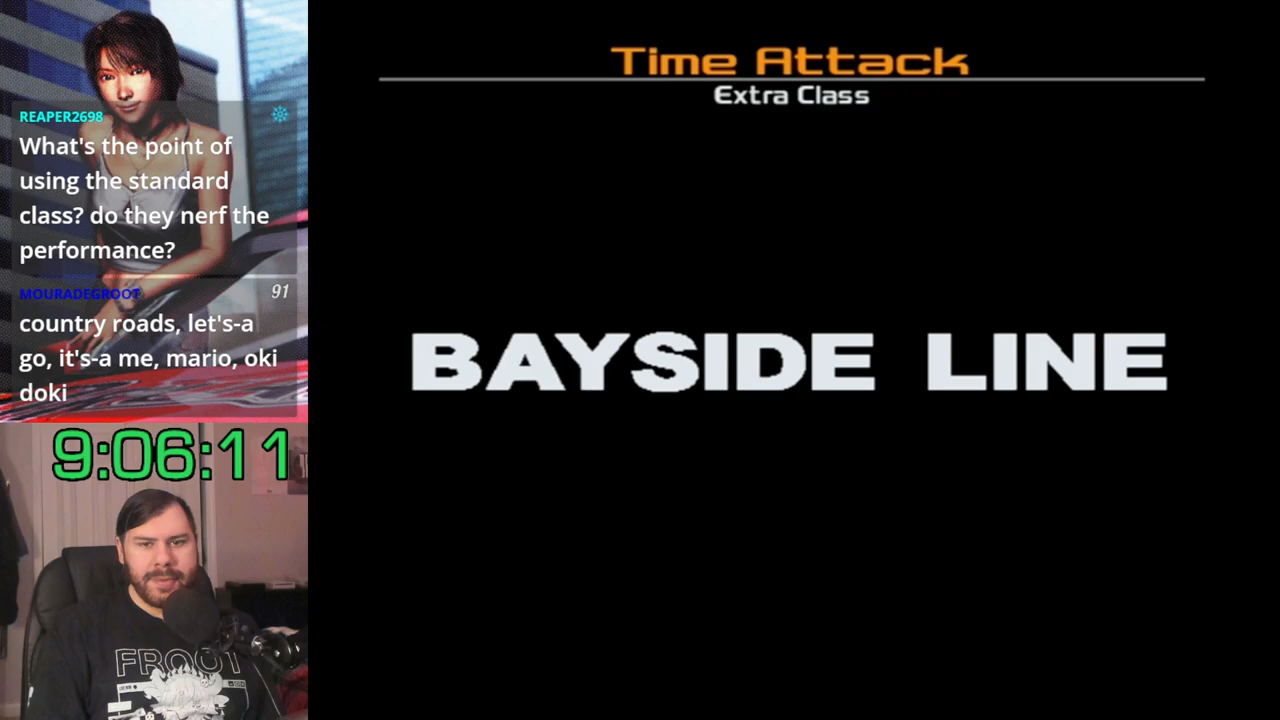 REAPER2698
What's the point of
using the standard
class? do they nerf the
performance?
MOURADEGROOT 91
country roads, let's-a
go, it's-a me, mario, oki
doki
9:06:11
FROOT
Time Attack
Extra Class
BAYSIDE LINE